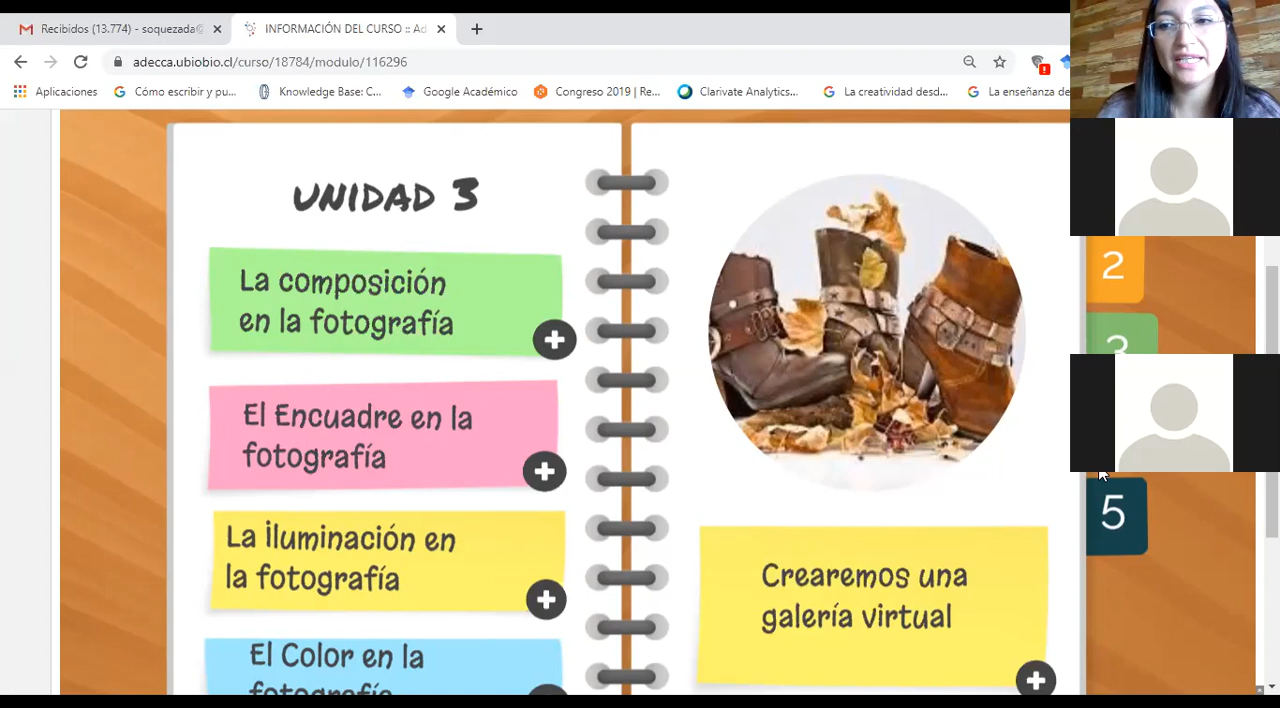 Recibidos (13.774) - soquezada@
INFORMACIÓN DEL CURSO :: Ad
adecca.ubiobio.cl/curso/18784/modulo/116296
Aplicaciones
Cómo escribir y pu...
Knowledge Base: C...
Google Académico
Congreso 2019 | Re...
Clarivate Analytics...
La creatividad desd...
La enseñanza de
UNIDAD 3
La composición
en la fotografía
El Encuadre en la
fotografía
La iluminación en
la fotografía
El Color en la
fotografía
Crearemos una
galería virtual
2
3
5